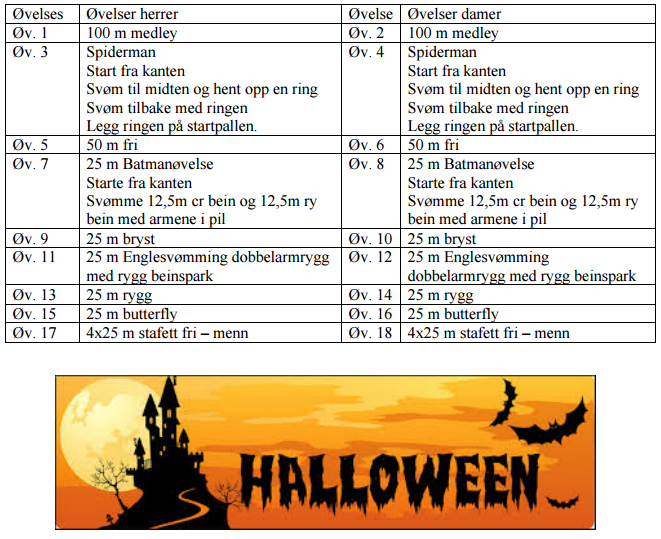 Øvelses Øvelser herrer Øvelse Øvelser damer
Øv. 1 100 m medley Øv. 2 100 m medley
Øv. 3 Spiderman Øv. 4 Spiderman
Start fra kanten Start fra kanten
Svøm til midten og hent opp en ring Svøm til midten og hent opp en ring
Svøm tilbake med ringen Svøm tilbake med ringen
Legg ringen på startpallen. Legg ringen på startpallen.
Øv. 5 50 m fri Øv. 6 50 m fri
Øv. 7 25 m Batmanøvelse Øv. 8 25 m Batmanøvelse
Starte fra kanten Starte fra kanten
Svømme 12,5m cr bein og 12,5m ry Svømme 12,5m cr bein og 12,5m ry
bein med armene i pil bein med armene i pil
Øv. 9 25 m bryst Øv. 10 25 m bryst
Øv. 11 25 m Englesvømming dobbelarmrygg Øv. 12 25 m Englesvømming
med rygg beinspark dobbelarmrygg med rygg beinspark
Øv. 13 25 m rygg Øv. 14 25 m rygg
Øv. 15 25 m butterfly Øv. 16 25 m butterfly
Øv. 17 4x25 m stafett fri – menn Øv. 18 4x25 m stafett fri – menn
HALLOWEEN